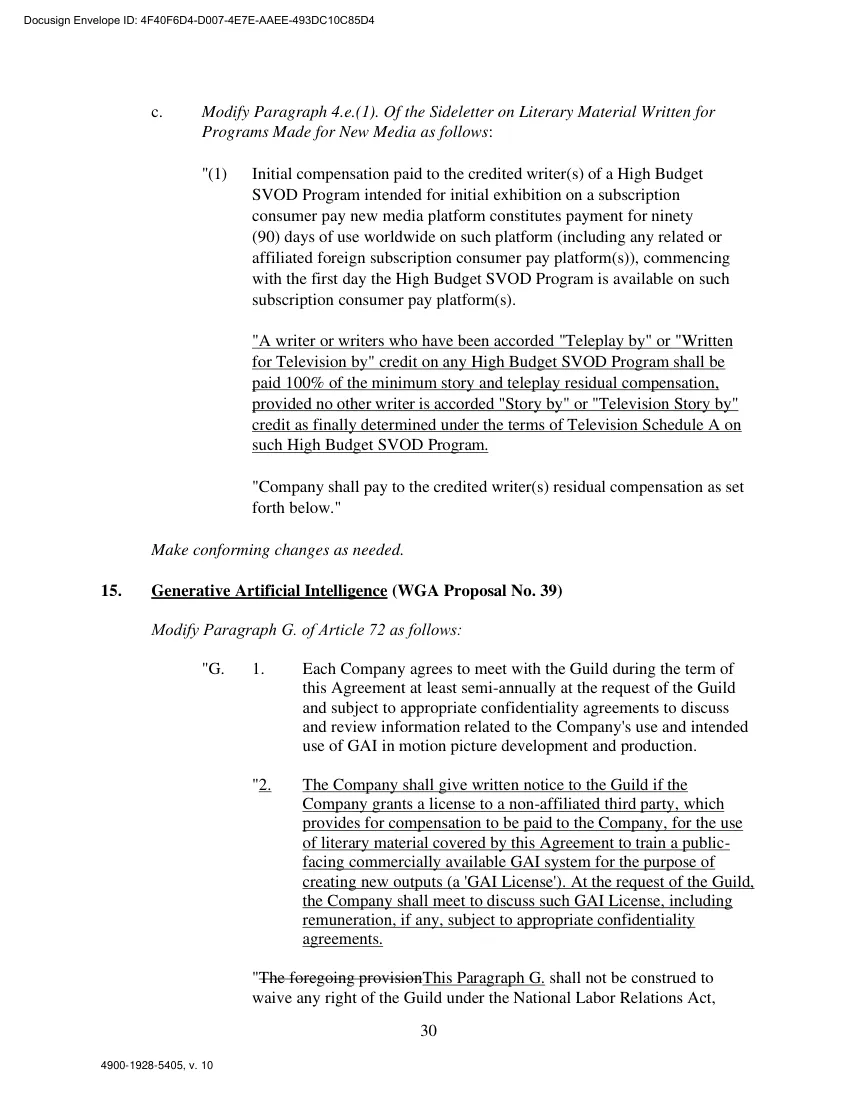 Docusign Envelope ID: 4F40F6D4-D007-4E7E-AAEE-493DC10C85D4
c. Modify Paragraph 4.e.(1). Of the Sideletter on Literary Material Written for
Programs Made for New Media as follows:
"(1) Initial compensation paid to the credited writer(s) of a High Budget
SVOD Program intended for initial exhibition on a subscription
consumer pay new media platform constitutes payment for ninety
(90) days of use worldwide on such platform (including any related or
affiliated foreign subscription consumer pay platform(s)), commencing
with the first day the High Budget SVOD Program is available on such
subscription consumer pay platform(s).
"A writer or writers who have been accorded "Teleplay by" or "Written
for Television by" credit on any High Budget SVOD Program shall be
paid 100% of the minimum story and teleplay residual compensation,
provided no other writer is accorded "Story by" or "Television Story by"
credit as finally determined under the terms of Television Schedule A on
such High Budget SVOD Program.
"Company shall pay to the credited writer(s) residual compensation as set
forth below."
Make conforming changes as needed.
15. Generative Artificial Intelligence (WGA Proposal No. 39)
Modify Paragraph G. of Article 72 as follows:
"G. 1. Each Company agrees to meet with the Guild during the term of
this Agreement at least semi-annually at the request of the Guild
and subject to appropriate confidentiality agreements to discuss
and review information related to the Company's use and intended
use of GAI in motion picture development and production.
"2. The Company shall give written notice to the Guild if the
Company grants a license to a non-affiliated third party, which
provides for compensation to be paid to the Company, for the use
of literary material covered by this Agreement to train a public-
facing commercially available GAI system for the purpose of
creating new outputs (a 'GAI License'). At the request of the Guild,
the Company shall meet to discuss such GAI License, including
remuneration, if any, subject to appropriate confidentiality
agreements.
"The foregoing provisionThis Paragraph G. shall not be construed to
waive any right of the Guild under the National Labor Relations Act,
30
4900-1928-5405, v. 10